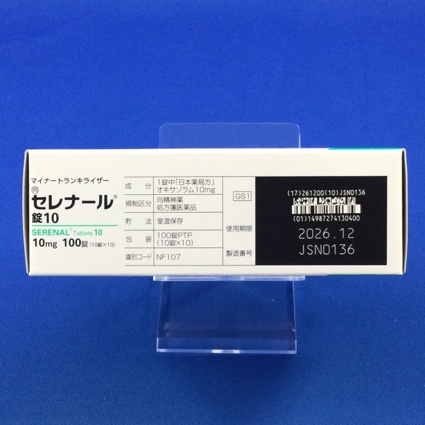 マイナートランキライザー
向
セレナール®
錠10
SERENAL® Tablets 10
10mg 100錠 (10錠×10)
成分 1錠中「日本薬局方」
オキサゾラム10mg
規制区分 向精神薬
処方箋医薬品
貯法 室温保存
包装 100錠PTP
(10錠×10)
識別コード NF107
GS1
使用期限
製造番号
(17)261200(10)JSN0136
(01)14987274130400
2026.12
JSN0136